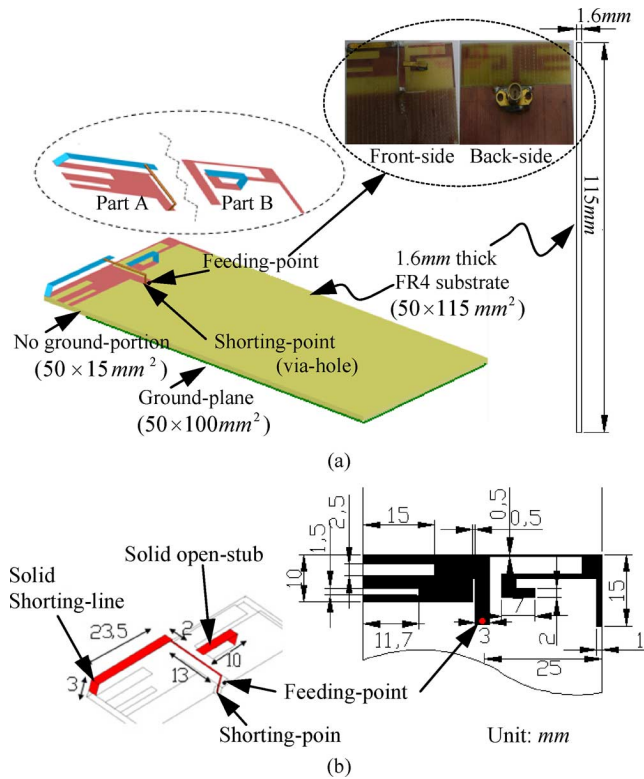 1.6mm
Front-side
Back-side
Part A
Part B
115mm
Feeding-point
1.6mm thick
FR4 substrate
(50×115 mm²)
No ground-portion
(50×15 mm²)
Shorting-point
(via-hole)
Ground-plane
(50×100mm²)
(a)
Solid open-stub
Solid
Shorting-line
23,5
2
10
3
13
Feeding-point
Shorting-poin
2,5
1,5
10
15
0,5
0,5
15
11,7
3
7
2
25
1
Unit: mm
(b)